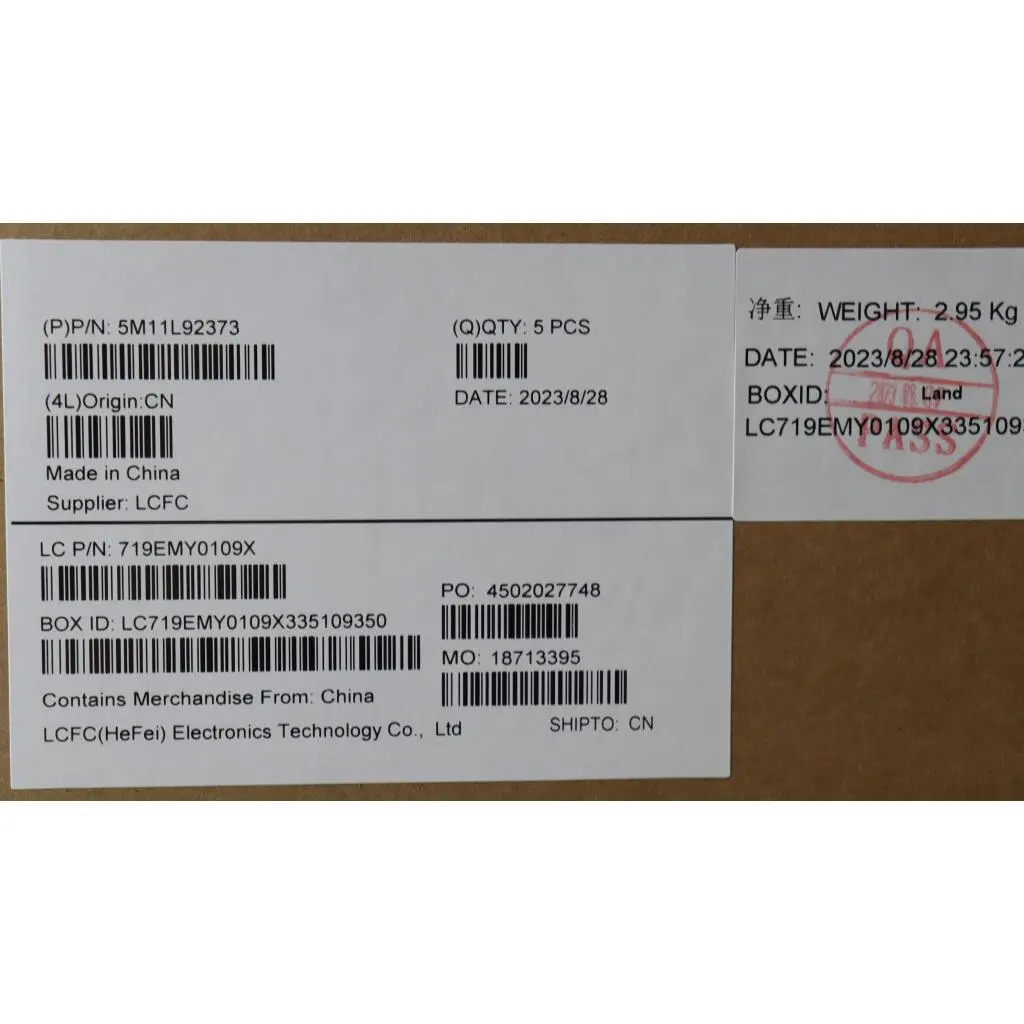 (P)P/N: 5M11L92373
(Q)QTY: 5 PCS
(4L)Origin:CN
DATE: 2023/8/28
Made in China
Supplier: LCFC
LC P/N: 719EMY0109X
PO: 4502027748
BOX ID: LC719EMY0109X335109350
MO: 18713395
Contains Merchandise From: China
LCFC(HeFei) Electronics Technology Co., Ltd
SHIPTO: CN
净重: WEIGHT: 2.95 Kg
DATE: 2023/8/28 23:57:2
BOXID: Land
LC719EMY0109X335109
QA
PASS